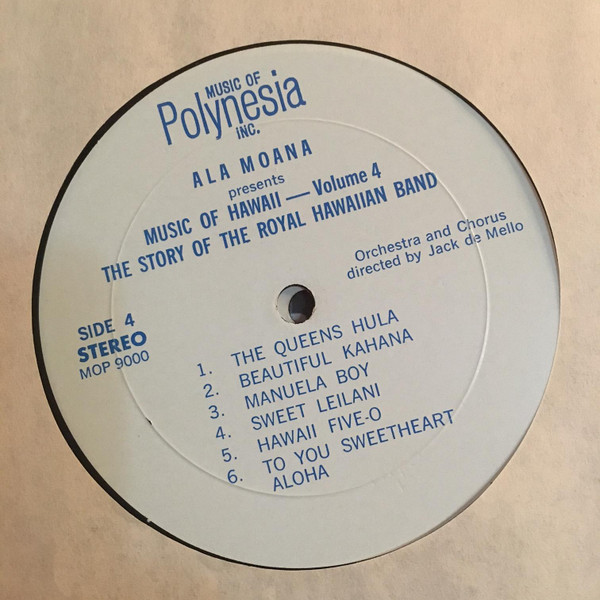 MUSIC OF
Polynesia
INC.
ALA MOANA
presents
MUSIC OF HAWAII — Volume 4
THE STORY OF THE ROYAL HAWAIIAN BAND
Orchestra and Chorus
directed by Jack de Mello
SIDE 4
STEREO
MOP 9000
1. THE QUEENS HULA
2. BEAUTIFUL KAHANA
3. MANUELA BOY
4. SWEET LEILANI
5. HAWAII FIVE-O
6. TO YOU SWEETHEART
ALOHA